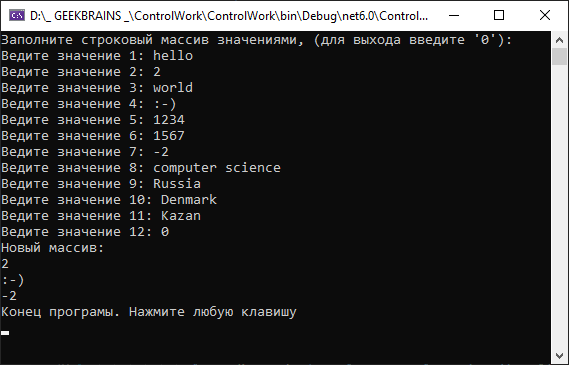 D:\_ GEEKBRAINS _\ControlWork\ControlWork\bin\Debug\net6.0\Control...
Заполните строковый массив значениями, (для выхода введите '0'):
Ведите значение 1: hello
Ведите значение 2: 2
Ведите значение 3: world
Ведите значение 4: :-)
Ведите значение 5: 1234
Ведите значение 6: 1567
Ведите значение 7: -2
Ведите значение 8: computer science
Ведите значение 9: Russia
Ведите значение 10: Denmark
Ведите значение 11: Kazan
Ведите значение 12: 0
Новый массив:
2
:-)
-2
Конец програмы. Нажмите любую клавишу